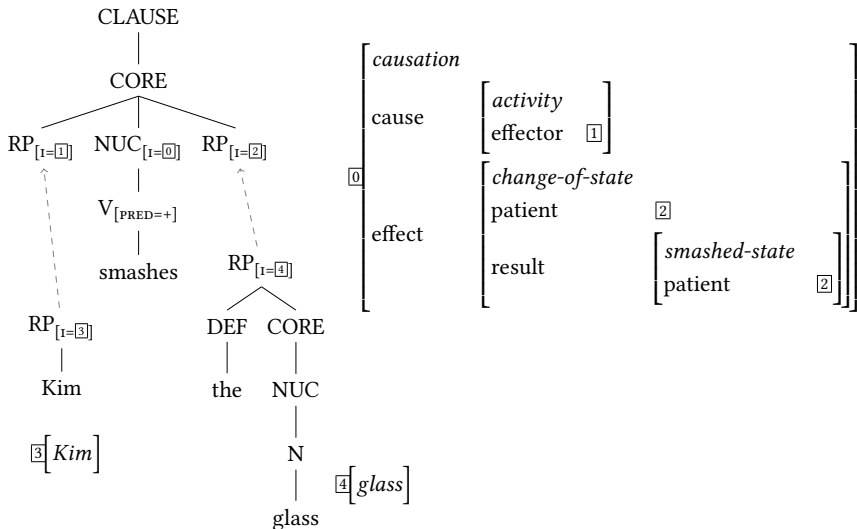 CLAUSE
CORE
RP[I=1] NUC[I=0] RP[I=2]
V[PRED=+]
smashes
RP[I=4]
DEF CORE
the NUC
N
glass
RP[I=3]
Kim
3[Kim]
4[glass]
0
causation
cause
activity
effector 1
effect
change-of-state
patient 2
result
smashed-state
patient 2